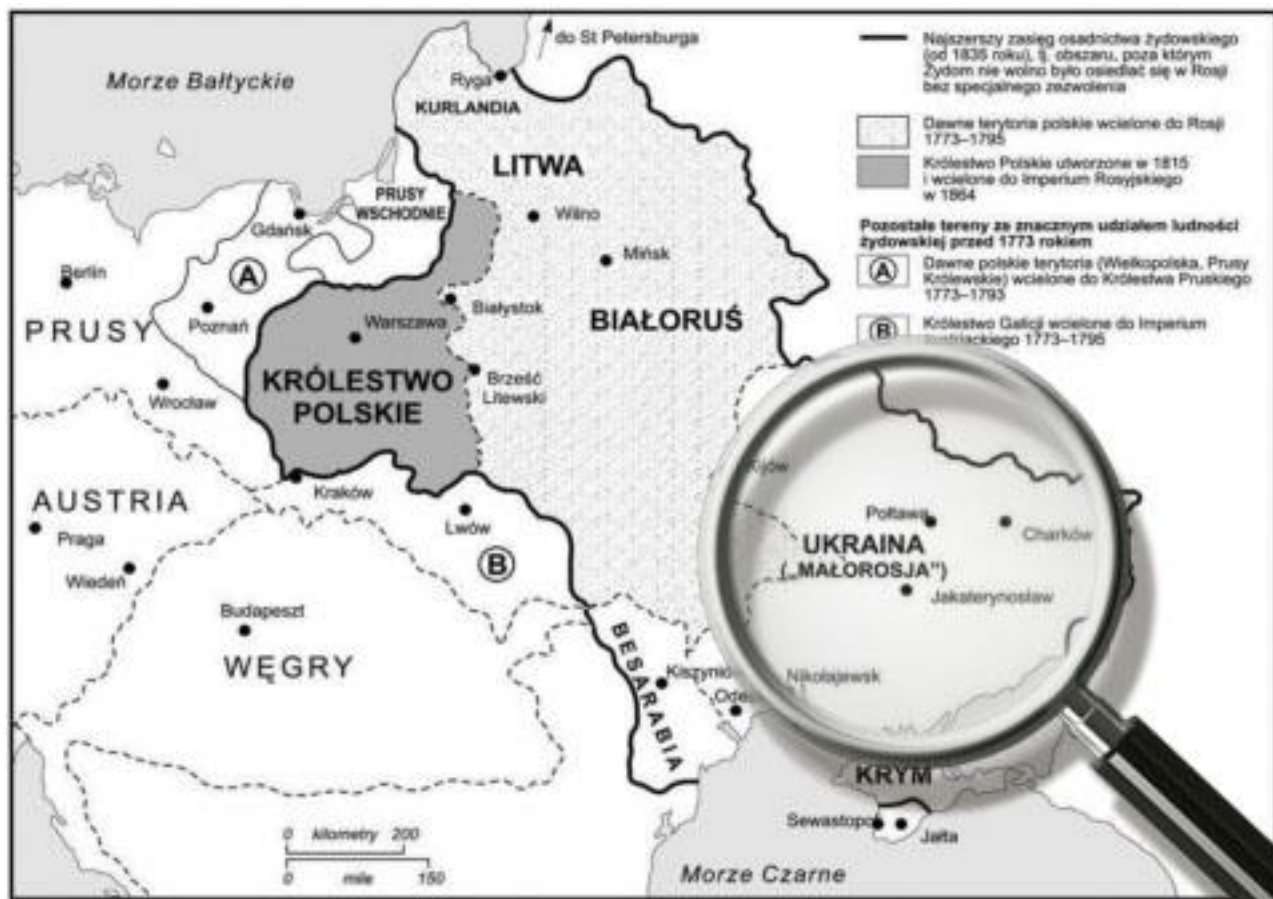 do St Petersburga
Morze Bałtyckie
Ryga
KURLANDIA
LITWA
PRUSY
WSCHODNIE
Wilno
Gdańsk
Mińsk
Berlin
A
Białystok
Poznań
Warszawa
BIAŁORUŚ
PRUSY
KRÓLESTWO
POLSKIE
Brześć
Litewski
Wrocław
Kraków
AUSTRIA
Lwów
Praga
B
Wiedeń
Budapeszt
WĘGRY
BESARABIA
Najszerszy zasięg osadnictwa żydowskiego
(od 1835 roku), tj. obszaru, poza którym
Żydom nie wolno było osiedlać się w Rosji
bez specjalnego zezwolenia
Dawne terytoria polskie wcielone do Rosji
1773–1795
Królestwo Polskie utworzone w 1815
i wcielone do Imperium Rosyjskiego
w 1864
Pozostałe tereny ze znacznym udziałem ludności
żydowskiej przed 1773 rokiem
A
Dawne polskie terytoria (Wielkopolska, Prusy
Królewskie) wcielone do Królestwa Pruskiego
1773–1793
B
Królestwo Galicji wcielone do Imperium
1773–1795
Połtawa
Charków
UKRAINA
(„MAŁOROSJA”)
Jakaterynosław
Nikołajewsk
KRYM
Jałta
0 kilometry 200
0 mile 150
Morze Czarne